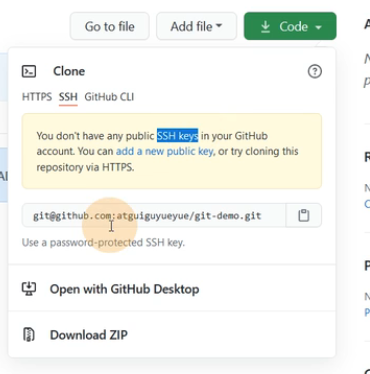 Go to file Add file Code
Clone
HTTPS SSH GitHub CLI
You don't have any public SSH keys in your GitHub
account. You can add a new public key, or try cloning this
repository via HTTPS.
git@github.com:atguiguyueyue/git-demo.git
Use a password-protected SSH key.
Open with GitHub Desktop
Download ZIP